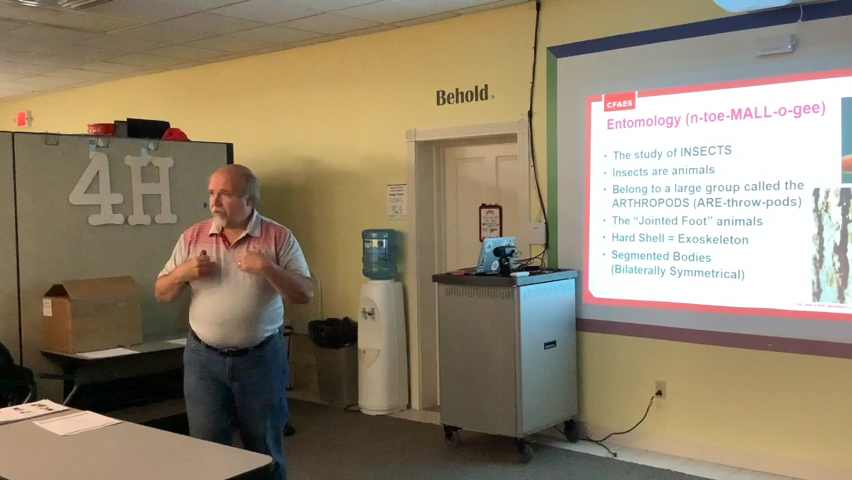 Behold.
4H
CFAES
Entomology (n-toe-MALL-o-gee)
• The study of INSECTS
• Insects are animals
• Belong to a large group called the
ARTHROPODS (ARE-throw-pods)
• The "Jointed Foot" animals
• Hard Shell = Exoskeleton
• Segmented Bodies
(Bilaterally Symmetrical)